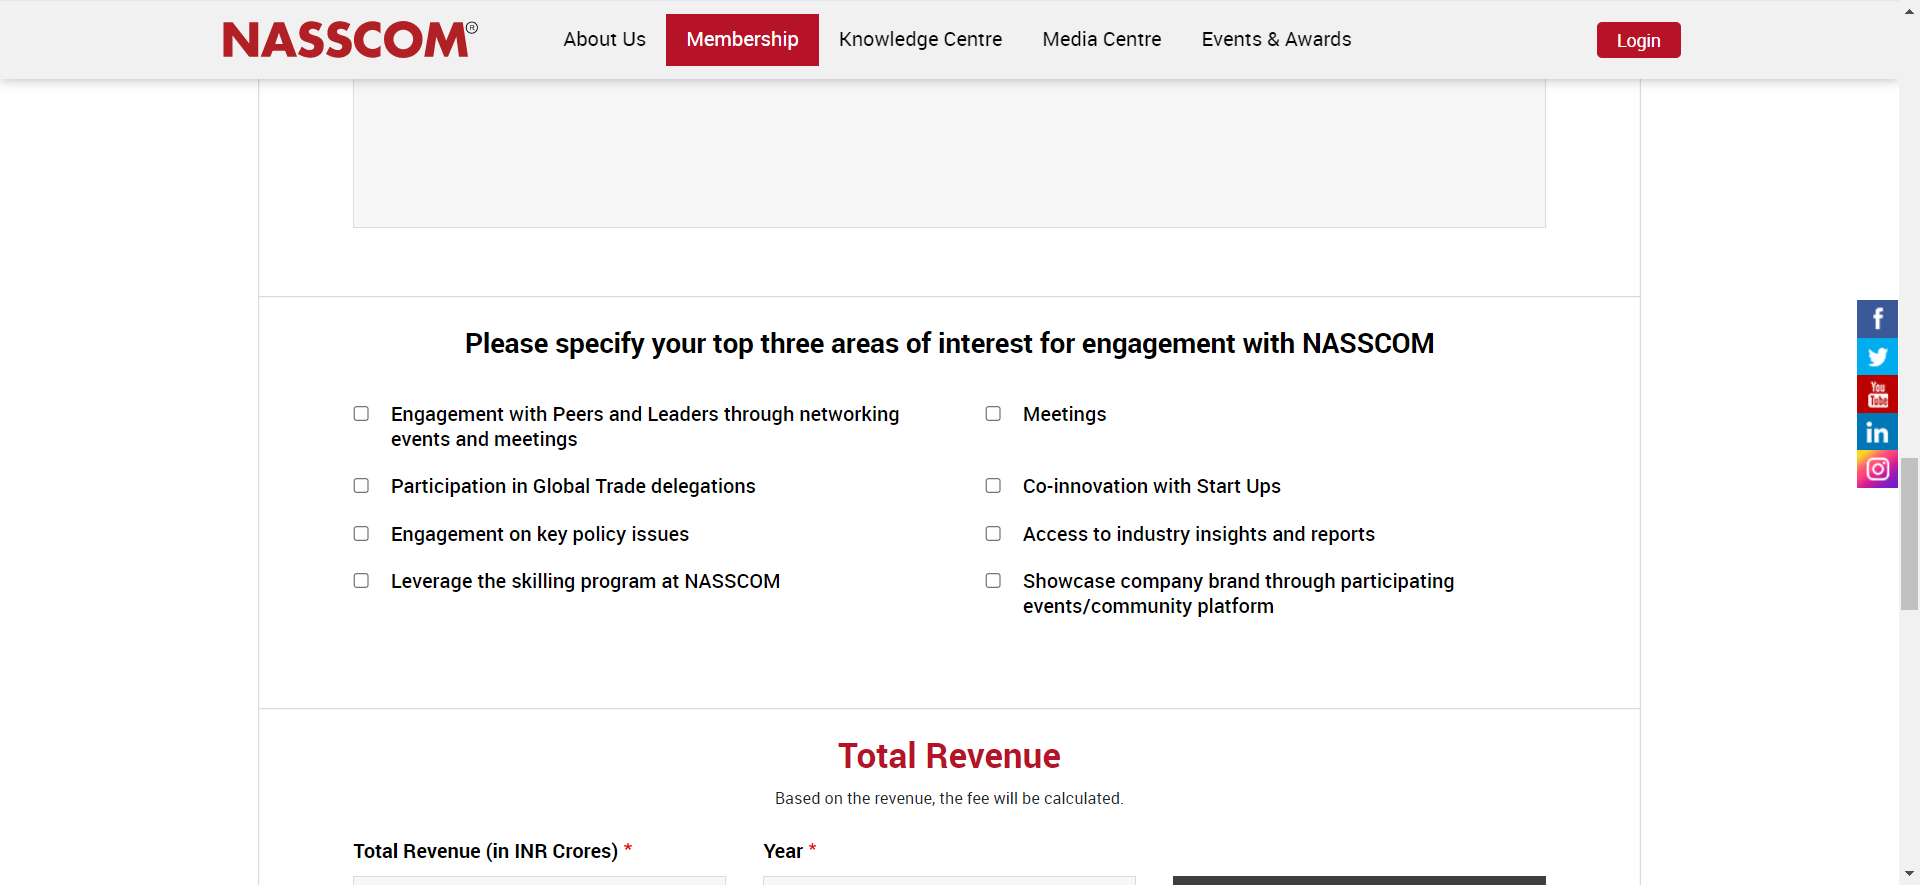 NASSCOM®
About Us
Membership
Knowledge Centre
Media Centre
Events & Awards
Login
Please specify your top three areas of interest for engagement with NASSCOM
Engagement with Peers and Leaders through networking
events and meetings
Meetings
Participation in Global Trade delegations
Co-innovation with Start Ups
Engagement on key policy issues
Access to industry insights and reports
Leverage the skilling program at NASSCOM
Showcase company brand through participating
events/community platform
You
Tube
in
Total Revenue
Based on the revenue, the fee will be calculated.
Total Revenue (in INR Crores) *
Year *